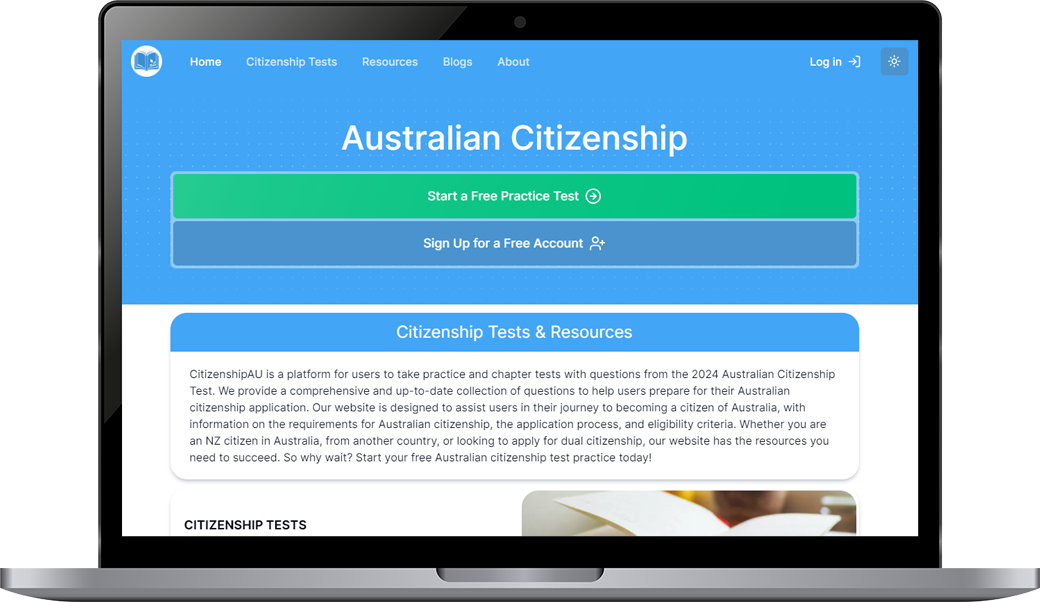 Home Citizenship Tests Resources Blogs About Log in
Australian Citizenship
Start a Free Practice Test
Sign Up for a Free Account
Citizenship Tests & Resources
CitizenshipAU is a platform for users to take practice and chapter tests with questions from the 2024 Australian Citizenship
Test. We provide a comprehensive and up-to-date collection of questions to help users prepare for their Australian
citizenship application. Our website is designed to assist users in their journey to becoming a citizen of Australia, with
information on the requirements for Australian citizenship, the application process, and eligibility criteria. Whether you are
an NZ citizen in Australia, from another country, or looking to apply for dual citizenship, our website has the resources you
need to succeed. So why wait? Start your free Australian citizenship test practice today!
CITIZENSHIP TESTS